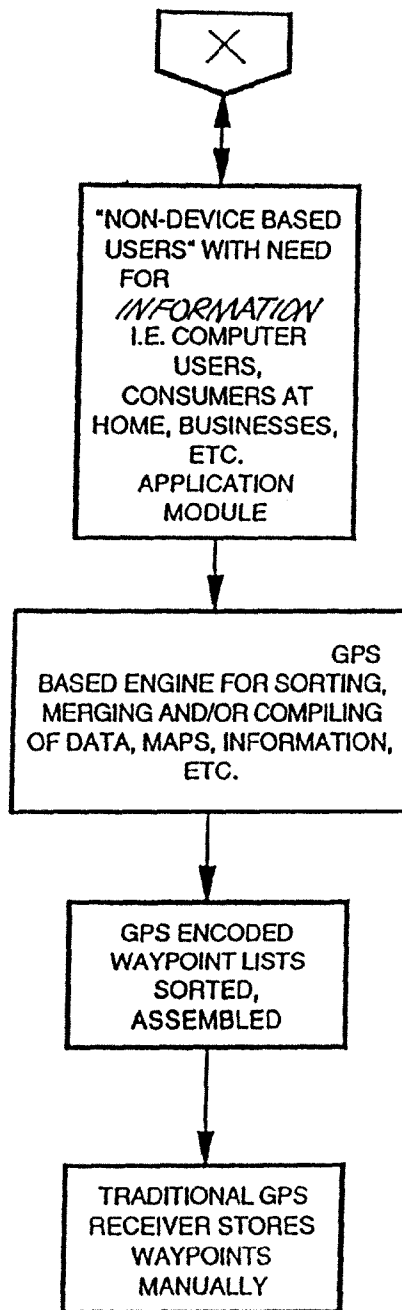 X
"NON-DEVICE BASED
USERS" WITH NEED
FOR
INFORMATION
I.E. COMPUTER
USERS,
CONSUMERS AT
HOME, BUSINESSES,
ETC.
APPLICATION
MODULE
GPS
BASED ENGINE FOR SORTING,
MERGING AND/OR COMPILING
OF DATA, MAPS, INFORMATION,
ETC.
GPS ENCODED
WAYPOINT LISTS
SORTED,
ASSEMBLED
TRADITIONAL GPS
RECEIVER STORES
WAYPOINTS
MANUALLY